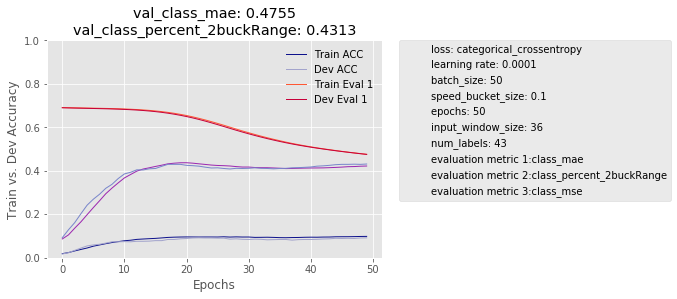 val_class_mae: 0.4755
val_class_percent_2buckRange: 0.4313
Train vs. Dev Accuracy
1.0
0.8
0.6
0.4
0.2
0.0
0
10
20
30
40
50
Epochs
Train ACC
Dev ACC
Train Eval 1
Dev Eval 1
loss: categorical_crossentropy
learning rate: 0.0001
batch_size: 50
speed_bucket_size: 0.1
epochs: 50
input_window_size: 36
num_labels: 43
evaluation metric 1:class_mae
evaluation metric 2:class_percent_2buckRange
evaluation metric 3:class_mse